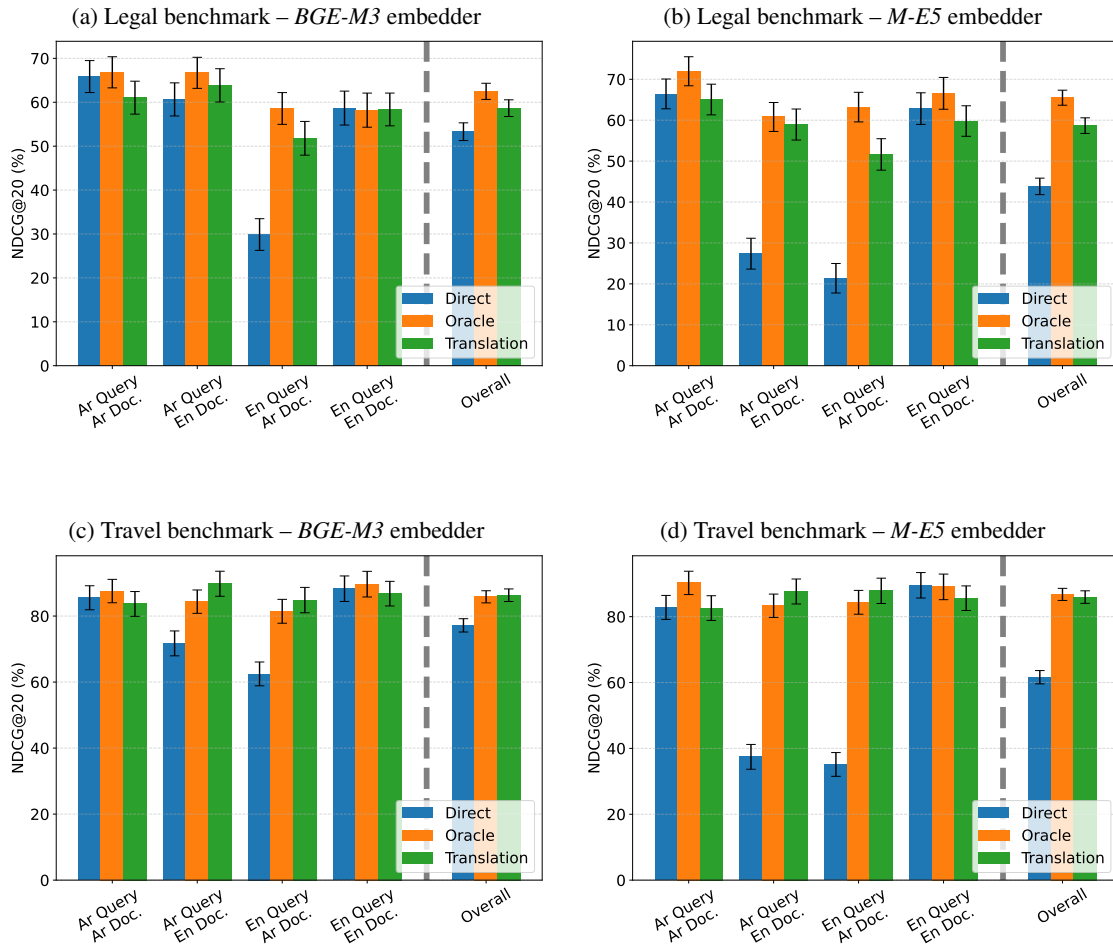 (a) Legal benchmark – BGE-M3 embedder
NDCG@20 (%)
70
60
50
40
30
20
10
0
Direct
Oracle
Translation
Ar Query
Ar Doc.
Ar Query
En Doc.
En Query
Ar Doc.
En Query
En Doc.
Overall
(b) Legal benchmark – M-E5 embedder
NDCG@20 (%)
70
60
50
40
30
20
10
0
Direct
Oracle
Translation
Ar Query
Ar Doc.
Ar Query
En Doc.
En Query
Ar Doc.
En Query
En Doc.
Overall
(c) Travel benchmark – BGE-M3 embedder
NDCG@20 (%)
80
60
40
20
0
Direct
Oracle
Translation
Ar Query
Ar Doc.
Ar Query
En Doc.
En Query
Ar Doc.
En Query
En Doc.
Overall
(d) Travel benchmark – M-E5 embedder
NDCG@20 (%)
80
60
40
20
0
Direct
Oracle
Translation
Ar Query
Ar Doc.
Ar Query
En Doc.
En Query
Ar Doc.
En Query
En Doc.
Overall